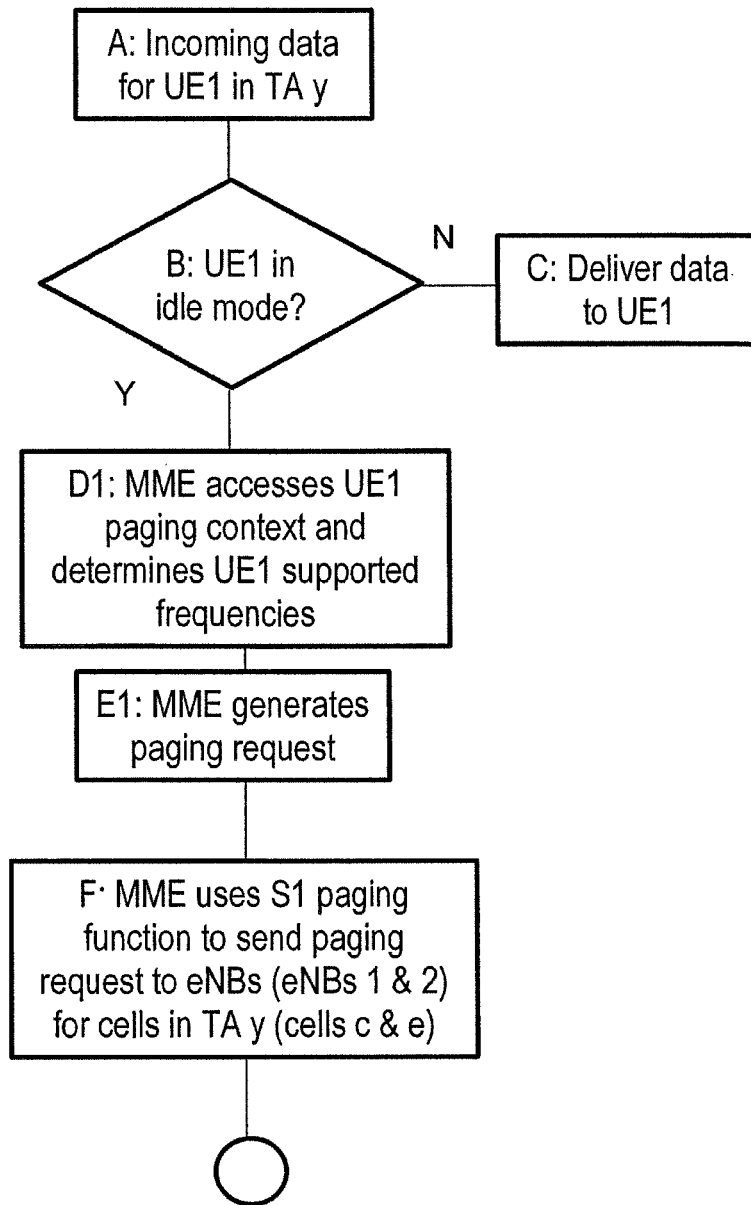 A: Incoming data
for UE1 in TA y
B: UE1 in
idle mode?
N
C: Deliver data
to UE1
Y
D1: MME accesses UE1
paging context and
determines UE1 supported
frequencies
E1: MME generates
paging request
F· MME uses S1 paging
function to send paging
request to eNBs (eNBs 1 & 2)
for cells in TA y (cells c & e)